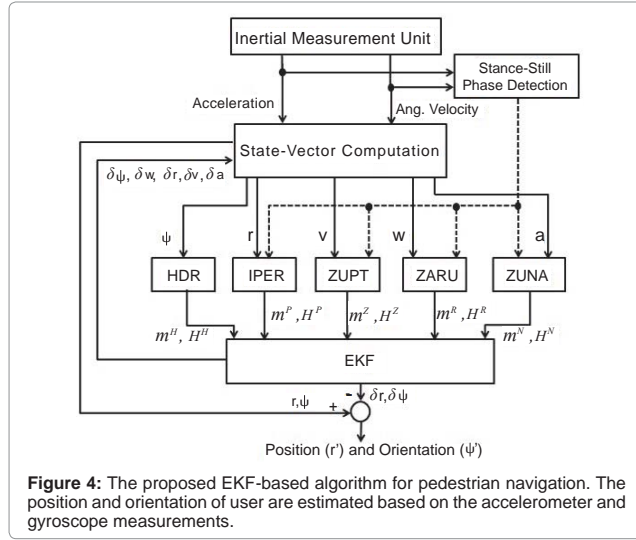 Inertial Measurement Unit
Stance-Still
Phase Detection
Acceleration
Ang. Velocity
State-Vector Computation
δψ, δw, δr,δv,δa
ψ
r
v
w
a
HDR
IPER
ZUPT
ZARU
ZUNA
m^H, H^H
m^P, H^P
m^Z, H^Z
m^R, H^R
m^N, H^N
EKF
- δr,δψ
r,ψ +
Position (r') and Orientation (ψ')
Figure 4: The proposed EKF-based algorithm for pedestrian navigation. The
position and orientation of user are estimated based on the accelerometer and
gyroscope measurements.